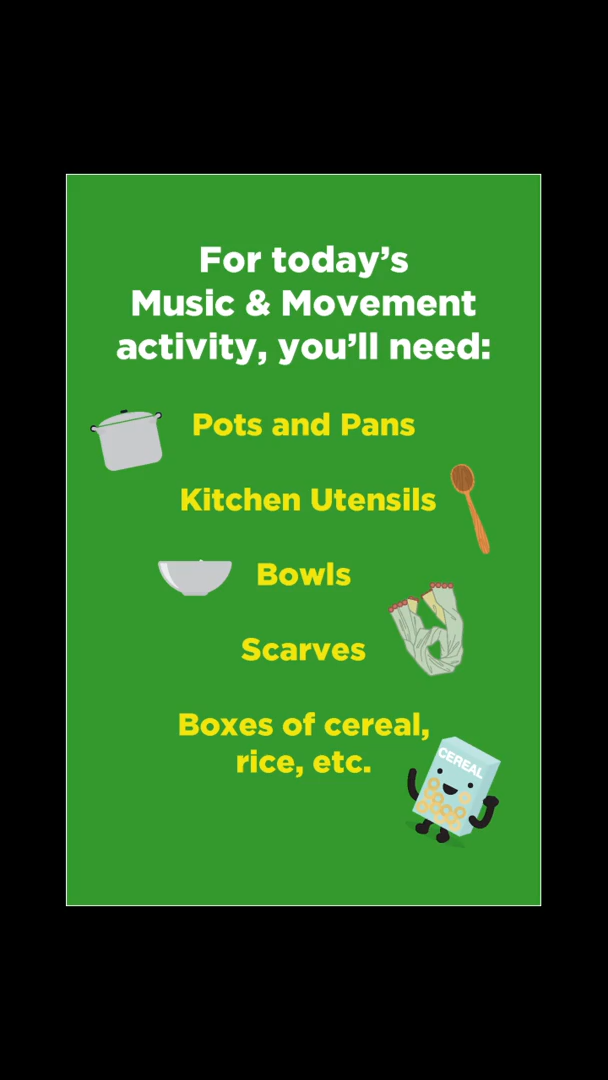 For today’s
Music & Movement
activity, you’ll need:
Pots and Pans
Kitchen Utensils
Bowls
Scarves
Boxes of cereal,
rice, etc.
CEREAL